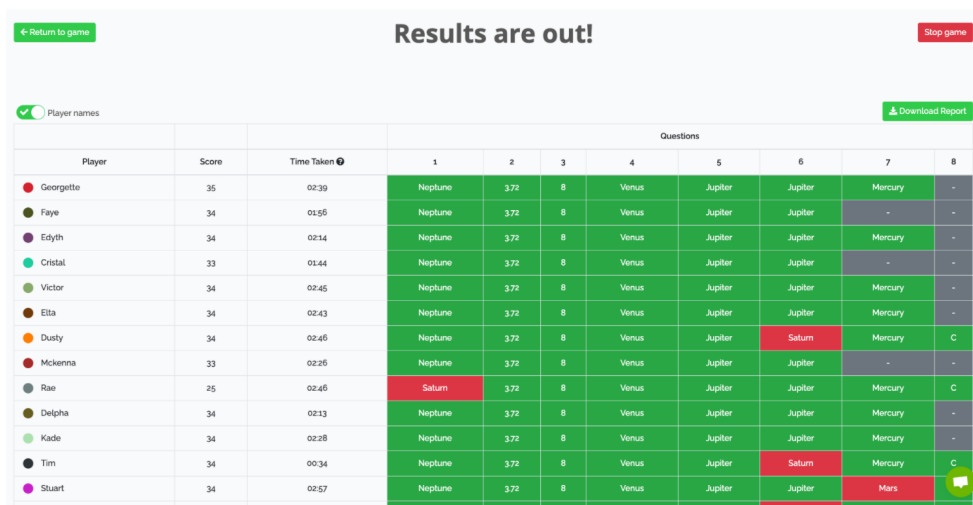 Return to game
Results are out!
Stop game
Player names
Download Report
Questions
Player Score Time Taken 1 2 3 4 5 6 7 8
Georgette 35 02:39 Neptune 3.72 8 Venus Jupiter Jupiter Mercury -
Faye 34 01:56 Neptune 3.72 8 Venus Jupiter Jupiter - -
Edyth 34 02:14 Neptune 3.72 8 Venus Jupiter Jupiter Mercury -
Cristal 33 01:44 Neptune 3.72 8 Venus Jupiter Jupiter - -
Victor 34 02:45 Neptune 3.72 8 Venus Jupiter Jupiter Mercury -
Elta 34 02:43 Neptune 3.72 8 Venus Jupiter Jupiter Mercury -
Dusty 34 02:46 Neptune 3.72 8 Venus Jupiter Saturn Mercury C
Mckenna 33 02:26 Neptune 3.72 8 Venus Jupiter Jupiter - -
Rae 25 02:46 Saturn 3.72 8 Venus Jupiter Jupiter Mercury C
Delpha 34 02:13 Neptune 3.72 8 Venus Jupiter Jupiter Mercury -
Kade 34 02:28 Neptune 3.72 8 Venus Jupiter Jupiter Mercury -
Tim 34 00:34 Neptune 3.72 8 Venus Jupiter Saturn Mercury C
Stuart 34 02:57 Neptune 3.72 8 Venus Jupiter Jupiter Mars